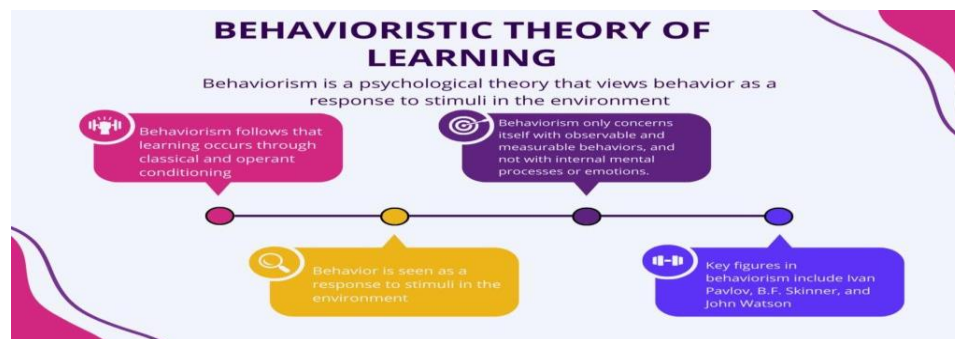 BEHAVIORISTIC THEORY OF
LEARNING
Behaviorism is a psychological theory that views behavior as a
response to stimuli in the environment
Behaviorism follows that
learning occurs through
classical and operant
conditioning
Behaviorism only concerns
itself with observable and
measurable behaviors, and
not with internal mental
processes or emotions.
Behavior is seen as a
response to stimuli in the
environment
Key figures in
behaviorism include Ivan
Pavlov, B.F. Skinner, and
John Watson